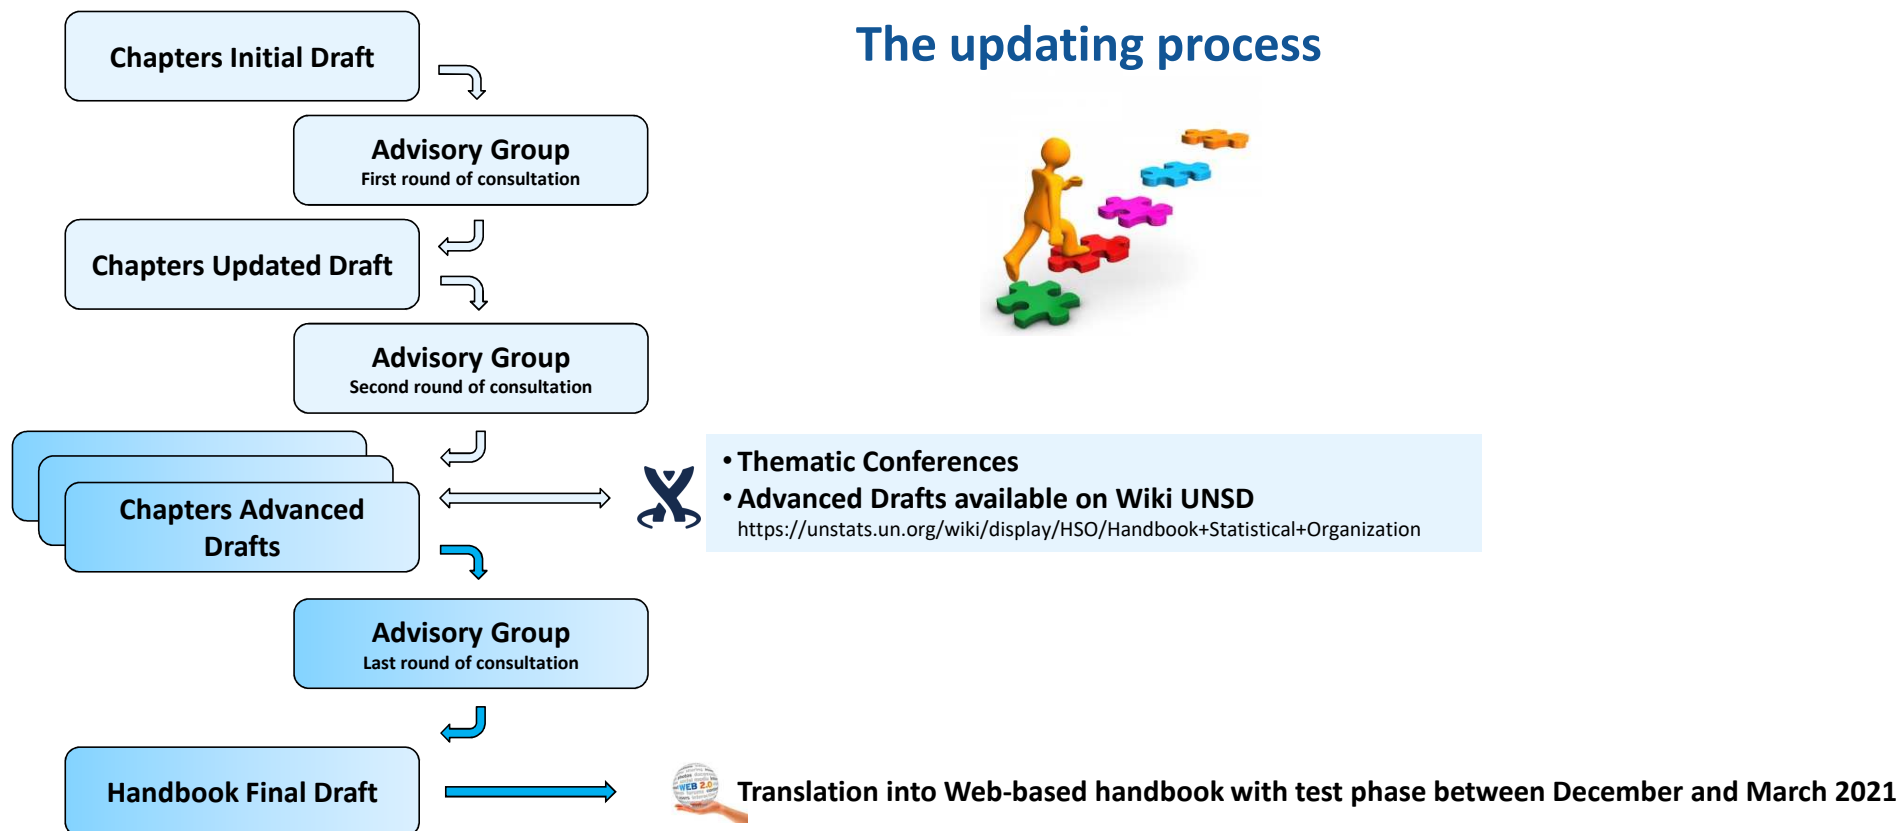 The updating process
Chapters Initial Draft
Advisory Group
First round of consultation
Chapters Updated Draft
Advisory Group
Second round of consultation
Chapters Advanced
Drafts
• Thematic Conferences
• Advanced Drafts available on Wiki UNSD
https://unstats.un.org/wiki/display/HSO/Handbook+Statistical+Organization
Advisory Group
Last round of consultation
Handbook Final Draft
WEB 2.0
Translation into Web-based handbook with test phase between December and March 2021